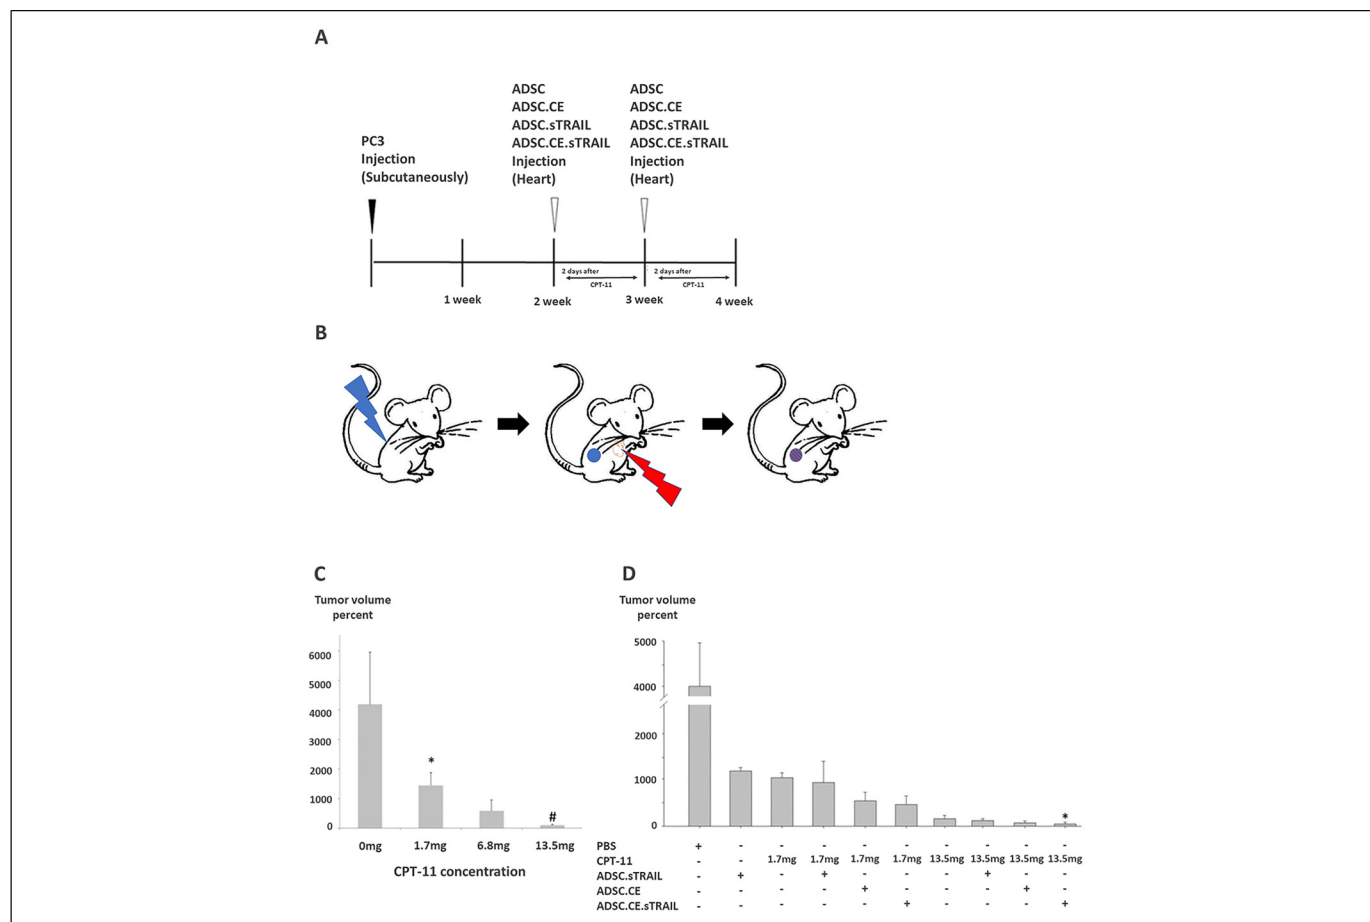 A
ADSC
ADSC.CE
ADSC.sTRAIL
ADSC.CE.sTRAIL
Injection
(Heart)
ADSC
ADSC.CE
ADSC.sTRAIL
ADSC.CE.sTRAIL
Injection
(Heart)
PC3
Injection
(Subcutaneously)
2 days after
CPT-11
2 days after
CPT-11
1 week
2 week
3 week
4 week
B
C
Tumor volume
percent
6000
5000
4000
3000
2000
1000
0
*
#
0mg 1.7mg 6.8mg 13.5mg
CPT-11 concentration
D
Tumor volume
percent
5000
4000
2000
1000
0
*
PBS + - - - - - - - - -
CPT-11 - - 1.7mg 1.7mg 1.7mg 1.7mg 13.5mg 13.5mg 13.5mg 13.5mg
ADSC.sTRAIL - + - + - - - + - -
ADSC.CE - - - - + - - - + -
ADSC.CE.sTRAIL - - - - - + - - - +